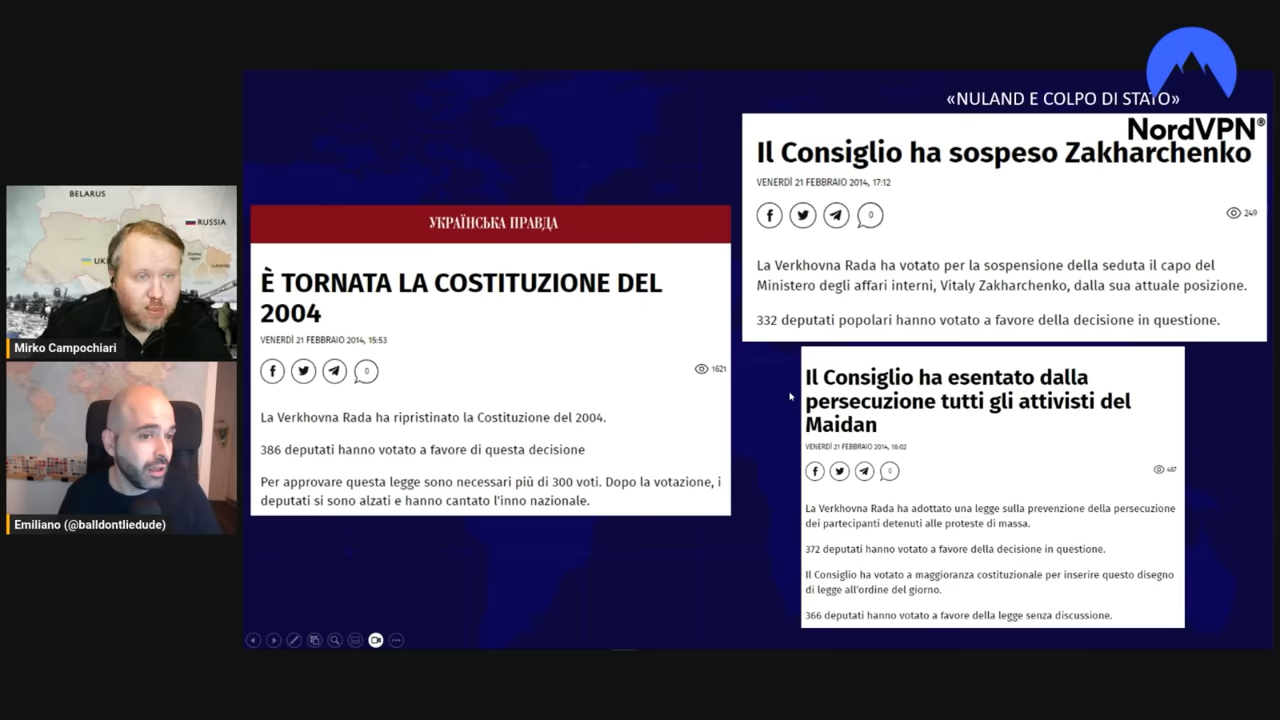 BELARUS
RUSSIA
UK
Mirko Campochiari
Emiliano (@balldontliedude)
УКРАЇНСЬКА ПРАВДА
È TORNATA LA COSTITUZIONE DEL
2004
VENERDÌ 21 FEBBRAIO 2014, 15:53
0
1621
La Verkhovna Rada ha ripristinato la Costituzione del 2004.
386 deputati hanno votato a favore di questa decisione
Per approvare questa legge sono necessari più di 300 voti. Dopo la votazione, i
deputati si sono alzati e hanno cantato l'inno nazionale.
«NULAND E COLPO DI STATO»
NordVPN®
Il Consiglio ha sospeso Zakharchenko
VENERDÌ 21 FEBBRAIO 2014, 17:12
0
249
La Verkhovna Rada ha votato per la sospensione della seduta il capo del
Ministero degli affari interni, Vitaly Zakharchenko, dalla sua attuale posizione.
332 deputati popolari hanno votato a favore della decisione in questione.
Il Consiglio ha esentato dalla
persecuzione tutti gli attivisti del
Maidan
VENERDÌ 21 FEBBRAIO 2014, 16:02
0
467
La Verkhovna Rada ha adottato una legge sulla prevenzione della persecuzione
dei partecipanti detenuti alle proteste di massa.
372 deputati hanno votato a favore della decisione in questione.
Il Consiglio ha votato a maggioranza costituzionale per inserire questo disegno
di legge all'ordine del giorno.
366 deputati hanno votato a favore della legge senza discussione.